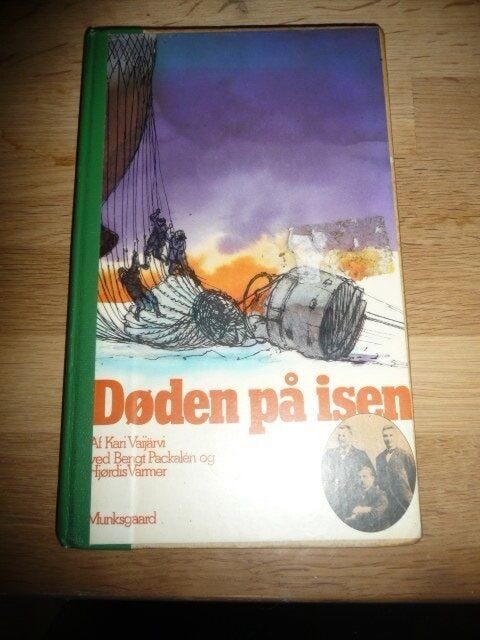 Døden på isen
Af Kari Vaijärvi
ved Bengt Packalén og
Hjørdis Varmer
Munksgaard